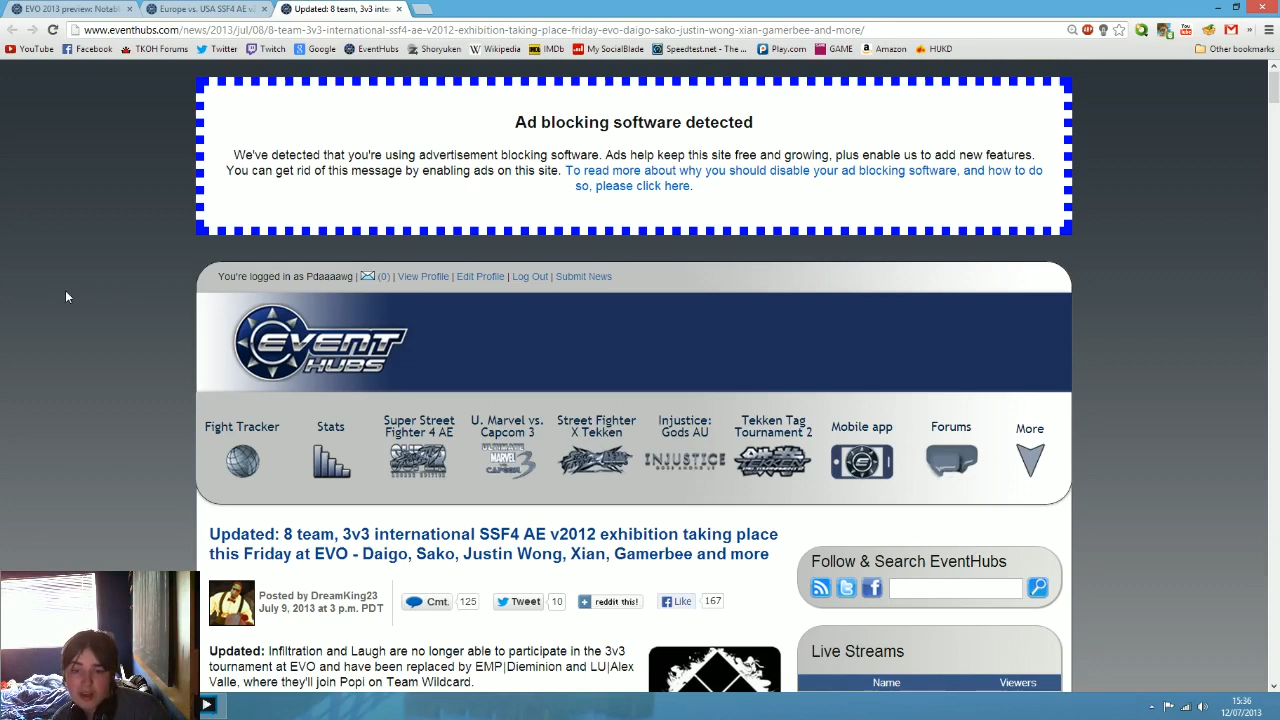 EVO 2013 preview: Notabl
Europe vs. USA SSF4 AE v
Updated: 8 team, 3v3 inter
www.eventhubs.com/news/2013/jul/08/8-team-3v3-international-ssf4-ae-v2012-exhibition-taking-place-friday-evo-daigo-sako-justin-wong-xian-gamerbee-and-more/
YouTube Facebook TKOH Forums Twitter Twitch Google EventHubs Shoryuken Wikipedia IMDb My SocialBlade Speedtest.net - The ... Play.com GAME Amazon HUKD Other bookmarks
Ad blocking software detected
We've detected that you're using advertisement blocking software. Ads help keep this site free and growing, plus enable us to add new features.
You can get rid of this message by enabling ads on this site. To read more about why you should disable your ad blocking software, and how to do
so, please click here.
You're logged in as Pdaaaawg | (0) | View Profile | Edit Profile | Log Out | Submit News
EVENT
HUBS
Fight Tracker
Stats
Super Street
Fighter 4 AE
U. Marvel vs.
Capcom 3
Street Fighter
X Tekken
Injustice:
Gods AU
Tekken Tag
Tournament 2
Mobile app
Forums
More
Updated: 8 team, 3v3 international SSF4 AE v2012 exhibition taking place
this Friday at EVO - Daigo, Sako, Justin Wong, Xian, Gamerbee and more
Posted by DreamKing23
July 9, 2013 at 3 p.m. PDT
Cmt. 125 Tweet 10 reddit this! Like 167
Updated: Infiltration and Laugh are no longer able to participate in the 3v3
tournament at EVO and have been replaced by EMP|Dieminion and LU|Alex
Valle, where they'll join Popi on Team Wildcard.
Follow & Search EventHubs
Live Streams
Name Viewers
15:36
12/07/2013